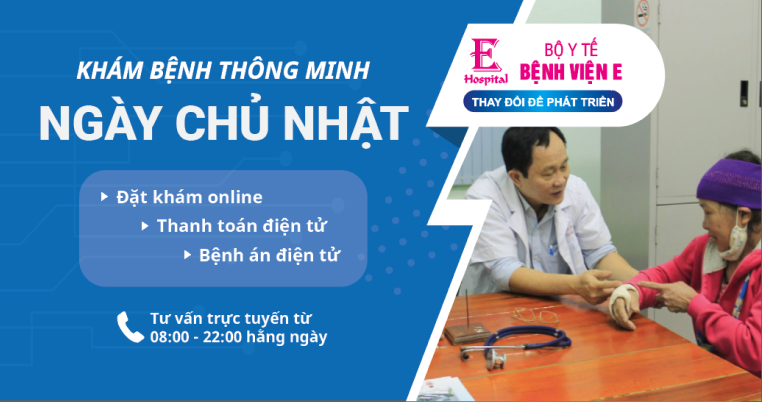 KHÁM BỆNH THÔNG MINH
NGÀY CHỦ NHẬT
Đặt khám online
Thanh toán điện tử
Bệnh án điện tử
Tư vấn trực tuyến từ
08:00 - 22:00 hằng ngày
E
Hospital
BỘ Y TẾ
BỆNH VIỆN E
THAY ĐỔI ĐỂ PHÁT TRIỂN